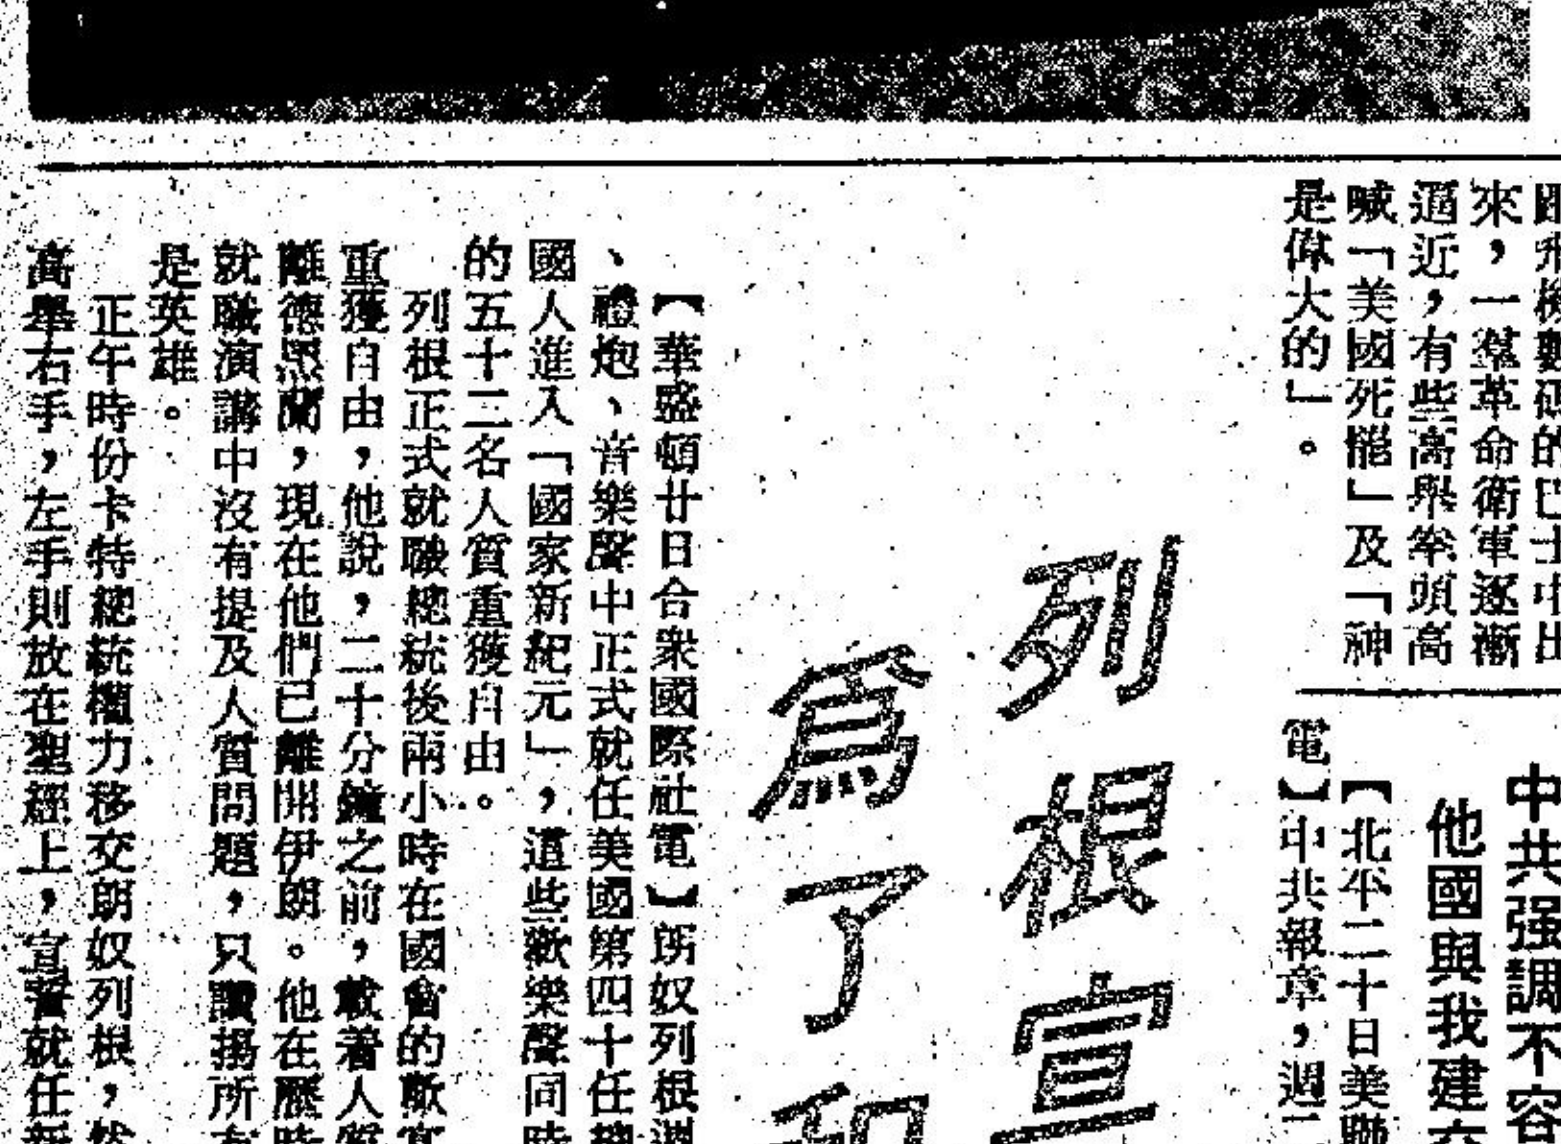 來，一羣革命衛軍逐漸
逼近，有些高舉拳頭高
喊「美國死罷」及「神
是偉大的」。
中共强調不容
他國與我建
【北平二十日美聯
電】中共報章，週
列根宣
為了和
【華盛頓廿日合衆國際社電】朗奴列根週
、禮炮、音樂聲中正式就任美國第四十任
國人進入「國家新紀元」，這些歡樂聲同時
的五十二名人質重獲自由。
列根正式就職總統後兩小時在國會的歡宴
重獲自由，他說，二十分鐘之前，載着人質
離德黑蘭，現在他們已離開伊朗。他在歷時
就職演講中沒有提及人質問題，只讚揚所有
是英雄。
正午時份卡特總統權力移交朗奴列根，然
高舉右手，左手則放在聖經上，宣誓就任新